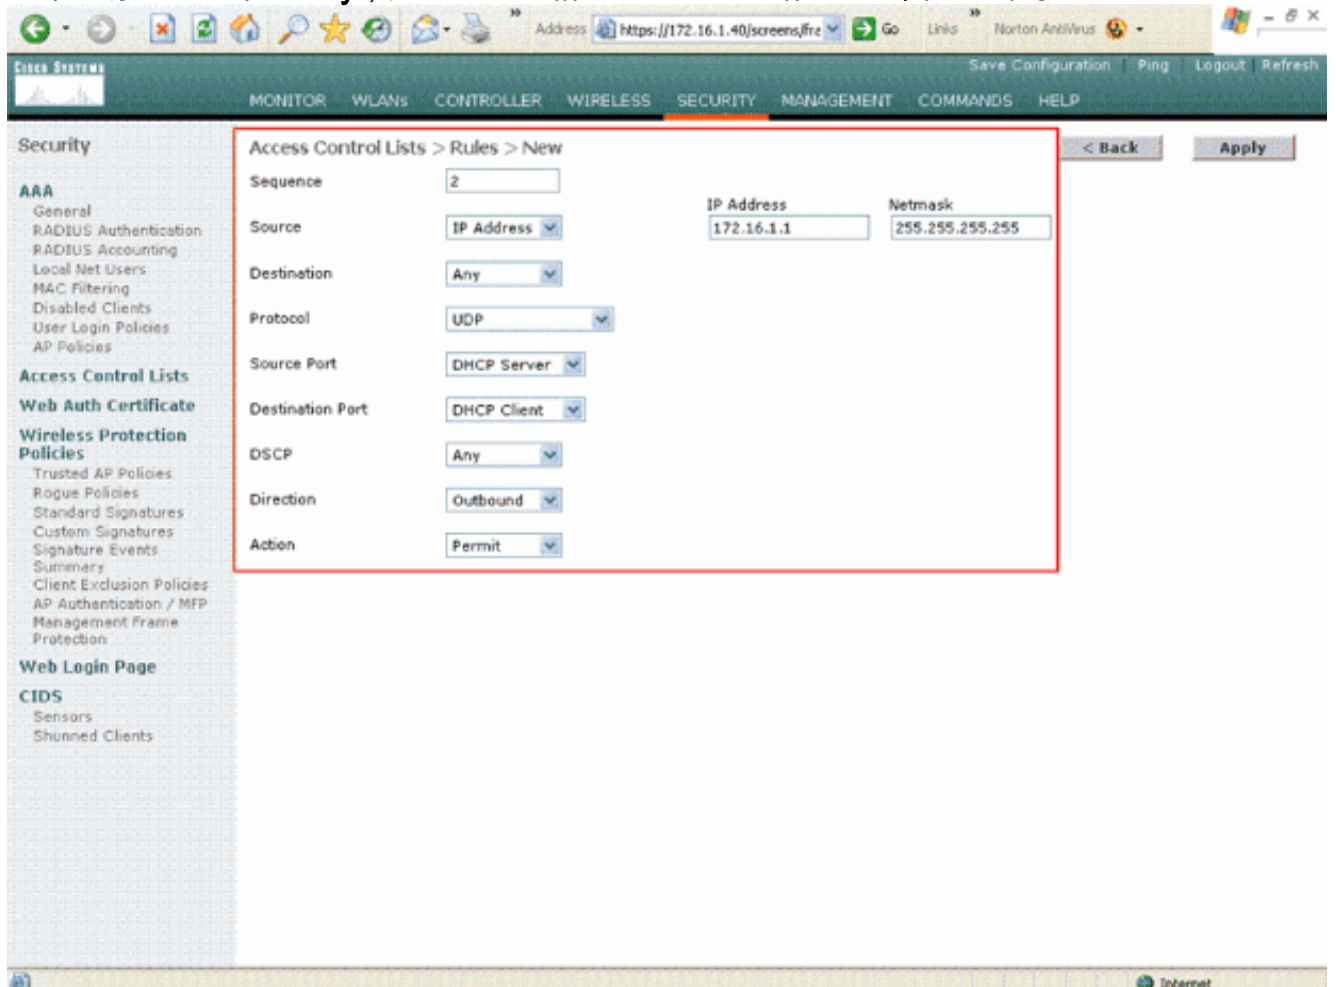 Address https://172.16.1.40/screens/fra Go Links Norton AntiVirus
CISCO SYSTEMS
Save Configuration Ping Logout Refresh
MONITOR WLANs CONTROLLER WIRELESS SECURITY MANAGEMENT COMMANDS HELP
Security
AAA
General
RADIUS Authentication
RADIUS Accounting
Local Net Users
MAC Filtering
Disabled Clients
User Login Policies
AP Policies
Access Control Lists
Web Auth Certificate
Wireless Protection
Policies
Trusted AP Policies
Rogue Policies
Standard Signatures
Custom Signatures
Signature Events
Summary
Client Exclusion Policies
AP Authentication / MFP
Management Frame
Protection
Web Login Page
CIDS
Sensors
Shunned Clients
Access Control Lists > Rules > New
< Back Apply
Sequence 2
IP Address Netmask
Source IP Address 172.16.1.1 255.255.255.255
Destination Any
Protocol UDP
Source Port DHCP Server
Destination Port DHCP Client
DSCP Any
Direction Outbound
Action Permit
Internet